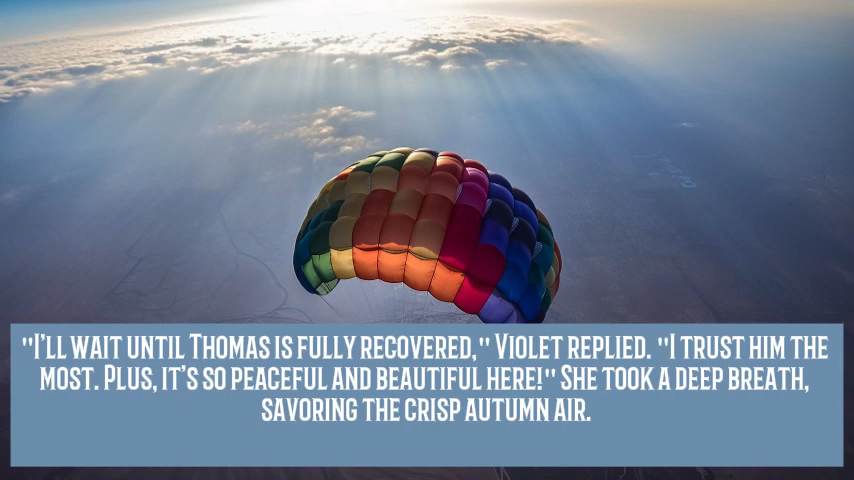 "I'll wait until Thomas is fully recovered," Violet replied. "I trust him the
most. Plus, it's so peaceful and beautiful here!" She took a deep breath,
savoring the crisp autumn air.